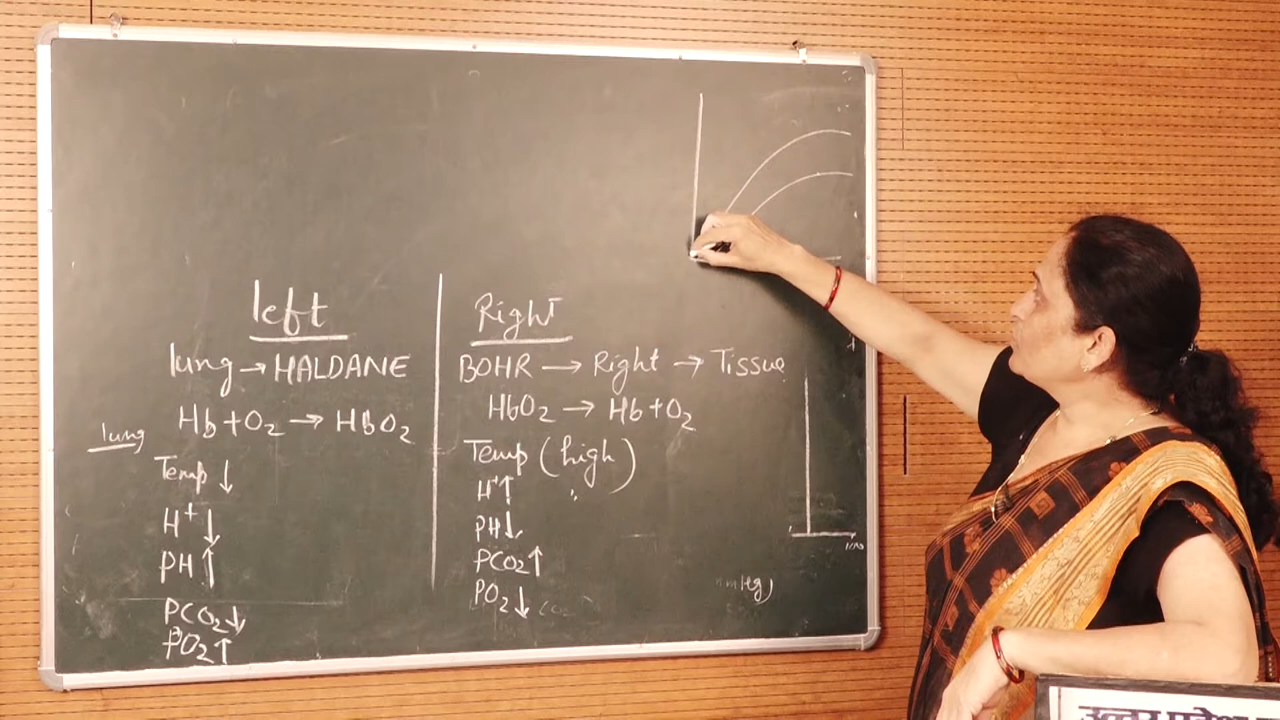 left
lung → HALDANE
Hb + O₂ → HbO₂
lung
Temp ↓
H⁺ ↓
PH ↑
PCO₂ ↓
PO₂ ↑
Right
BOHR → Right → Tissue
HbO₂ → Hb + O₂
Temp (high)
H⁺↑
PH↓
PCO₂↑
PO₂↓